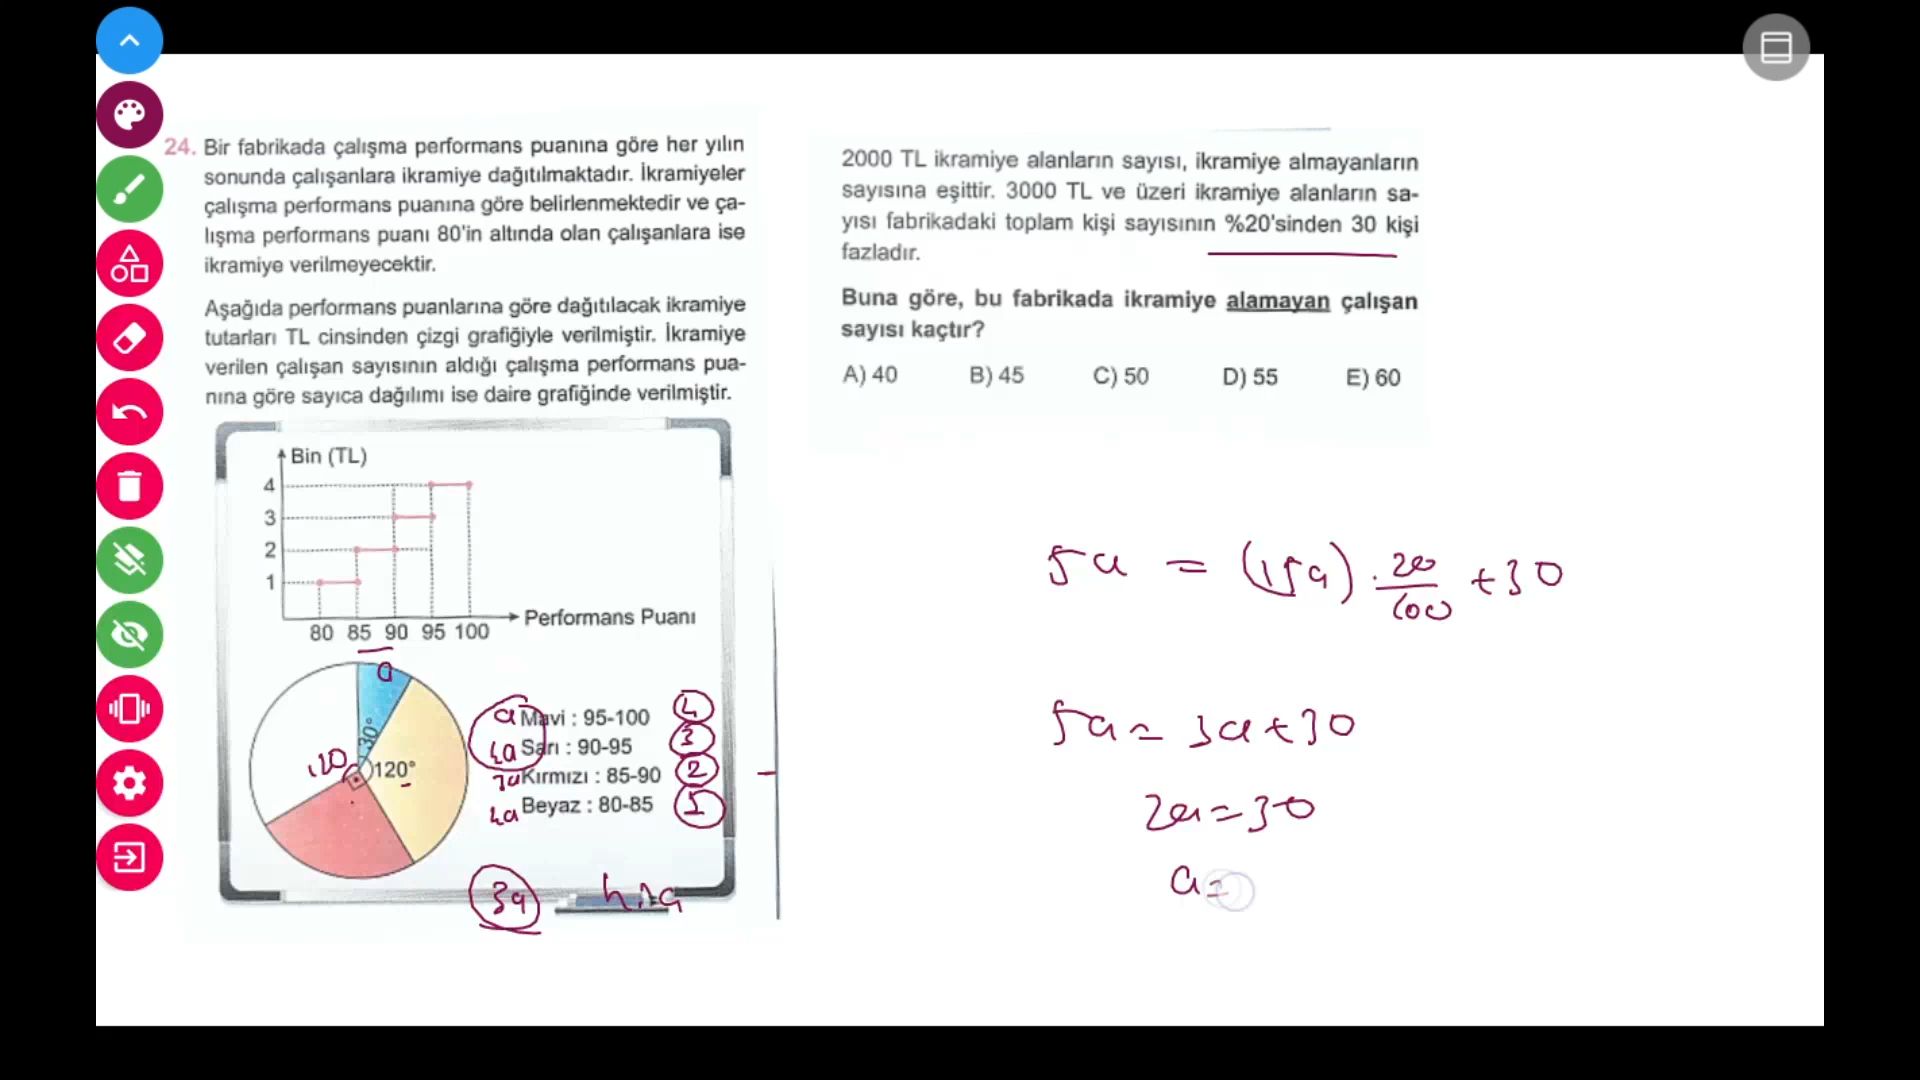 24. Bir fabrikada çalışma performans puanına göre her yılın
sonunda çalışanlara ikramiye dağıtılmaktadır. İkramiyeler
çalışma performans puanına göre belirlenmektedir ve ça-
lışma performans puanı 80'in altında olan çalışanlara ise
ikramiye verilmeyecektir.
Aşağıda performans puanlarına göre dağıtılacak ikramiye
tutarları TL cinsinden çizgi grafiğiyle verilmiştir. İkramiye
verilen çalışan sayısının aldığı çalışma performans pua-
nına göre sayıca dağılımı ise daire grafiğinde verilmiştir.
Bin (TL)
4
3
2
1
80 85 90 95 100
Performans Puanı
a
30°
120
120°
a Mavi : 95-100 4
4a Sarı : 90-95 3
3a Kırmızı : 85-90 2
4a Beyaz : 80-85 1
3a
2000 TL ikramiye alanların sayısı, ikramiye almayanların
sayısına eşittir. 3000 TL ve üzeri ikramiye alanların sa-
yısı fabrikadaki toplam kişi sayısının %20'sinden 30 kişi
fazladır.
Buna göre, bu fabrikada ikramiye alamayan çalışan
sayısı kaçtır?
A) 40 B) 45 C) 50 D) 55 E) 60
5a = (15a) . 20/100 + 30
5a = 3a + 30
2a = 30
a =